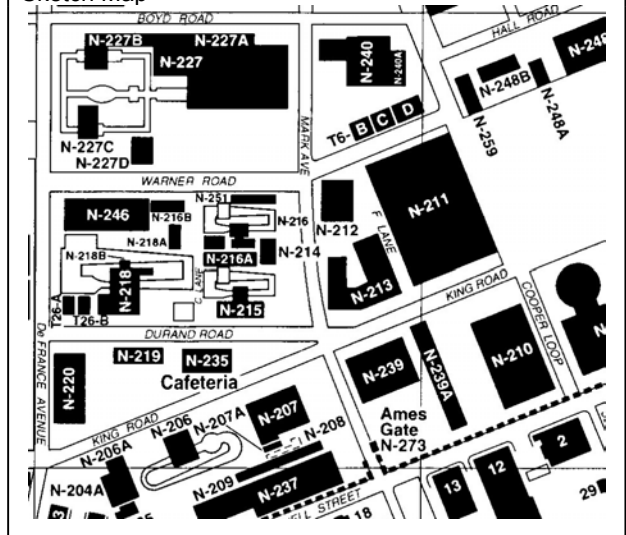 BOYD ROAD
HALL ROAD
N-227B
N-227A
N-227
N-240
N-240A
N-248
N-248B
N-248A
N-259
T6-B C D
MARK AVE
N-227C
N-227D
WARNER ROAD
N-251
N-246
N-216B
N-216
N-212
F LANE
N-211
N-218A
N-218B
N-216A
N-214
N-218
C LANE
N-215
N-213
KING ROAD
COOPER LOOP
T26-A
T26-B
De FRANCE AVENUE
DURAND ROAD
N-219
N-235
Cafeteria
N-220
N-239
N-239A
N-210
KING ROAD
N-206
N-207A
N-207
N-208
Ames
Gate
N-273
N-206A
N-204A
N-209
N-237
2
12
13
29
18